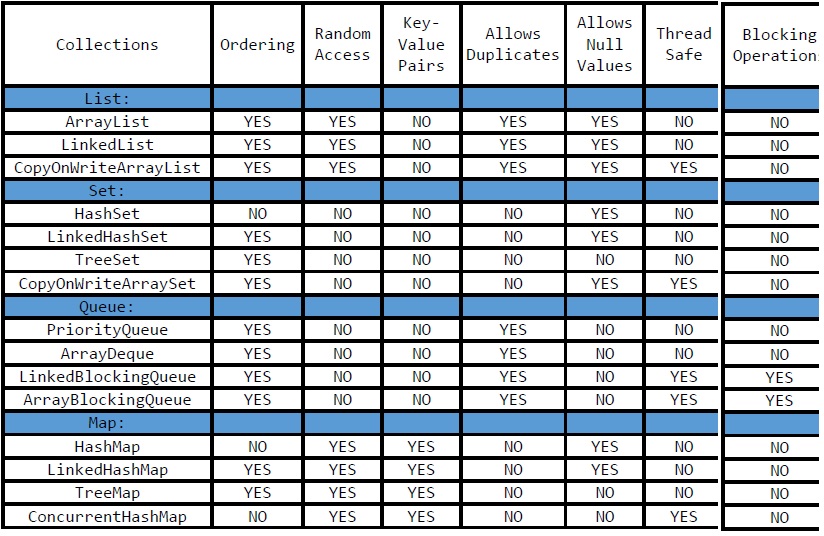 Collections Ordering Random Access Key-Value Pairs Allows Duplicates Allows Null Values Thread Safe Blocking Operation
List:
ArrayList YES YES NO YES YES NO NO
LinkedList YES YES NO YES YES NO NO
CopyOnWriteArrayList YES YES NO YES YES YES NO
Set:
HashSet NO NO NO NO YES NO NO
LinkedHashSet YES NO NO NO YES NO NO
TreeSet YES NO NO NO NO NO NO
CopyOnWriteArraySet YES NO NO NO YES YES NO
Queue:
PriorityQueue YES NO NO YES NO NO NO
ArrayDeque YES NO NO YES NO NO NO
LinkedBlockingQueue YES NO NO YES NO YES YES
ArrayBlockingQueue YES NO NO YES NO YES YES
Map:
HashMap NO YES YES NO YES NO NO
LinkedHashMap YES YES YES NO YES NO NO
TreeMap YES YES YES NO NO NO NO
ConcurrentHashMap NO YES YES NO NO YES NO